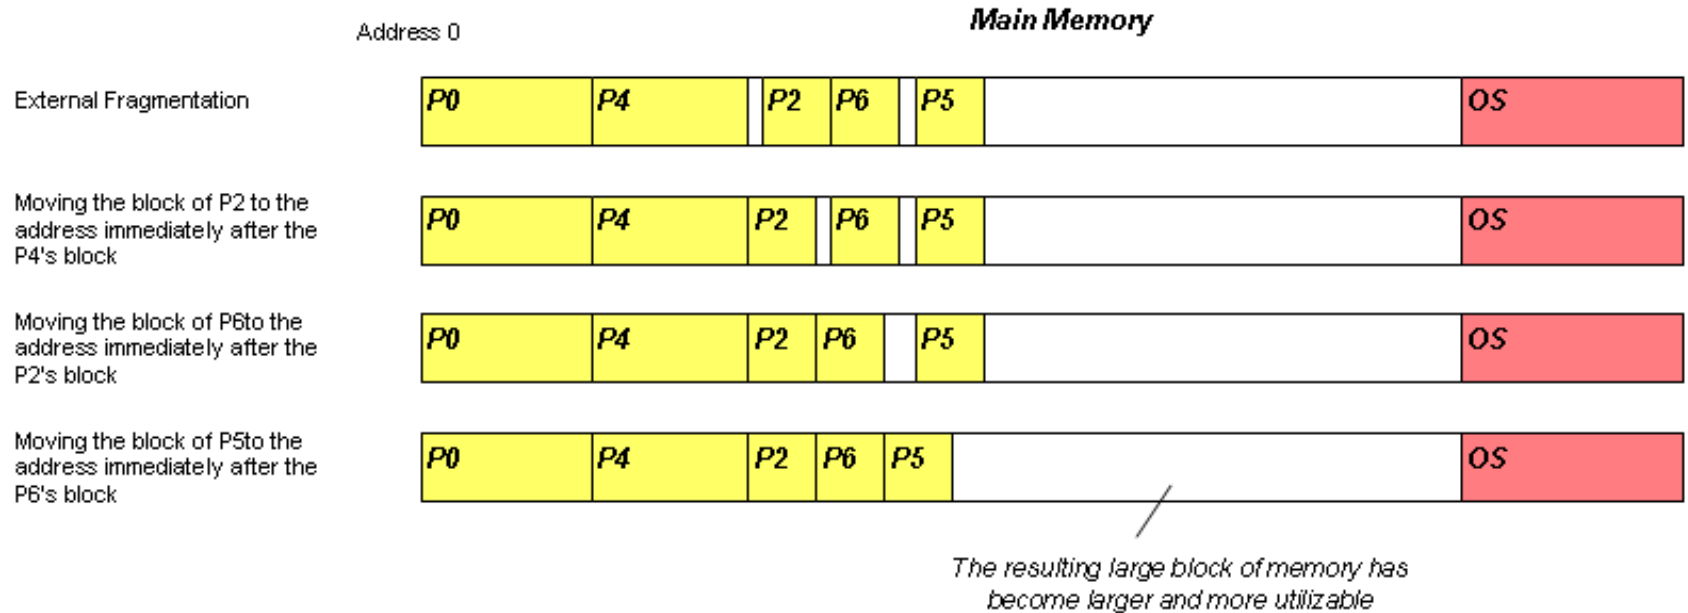 Main Memory
Address 0
External Fragmentation
P0 P4 P2 P6 P5 OS
Moving the block of P2 to the
address immediately after the
P4's block
P0 P4 P2 P6 P5 OS
Moving the block of P6to the
address immediately after the
P2's block
P0 P4 P2 P6 P5 OS
Moving the block of P5to the
address immediately after the
P6's block
P0 P4 P2 P6 P5 OS
The resulting large block of memory has
become larger and more utilizable